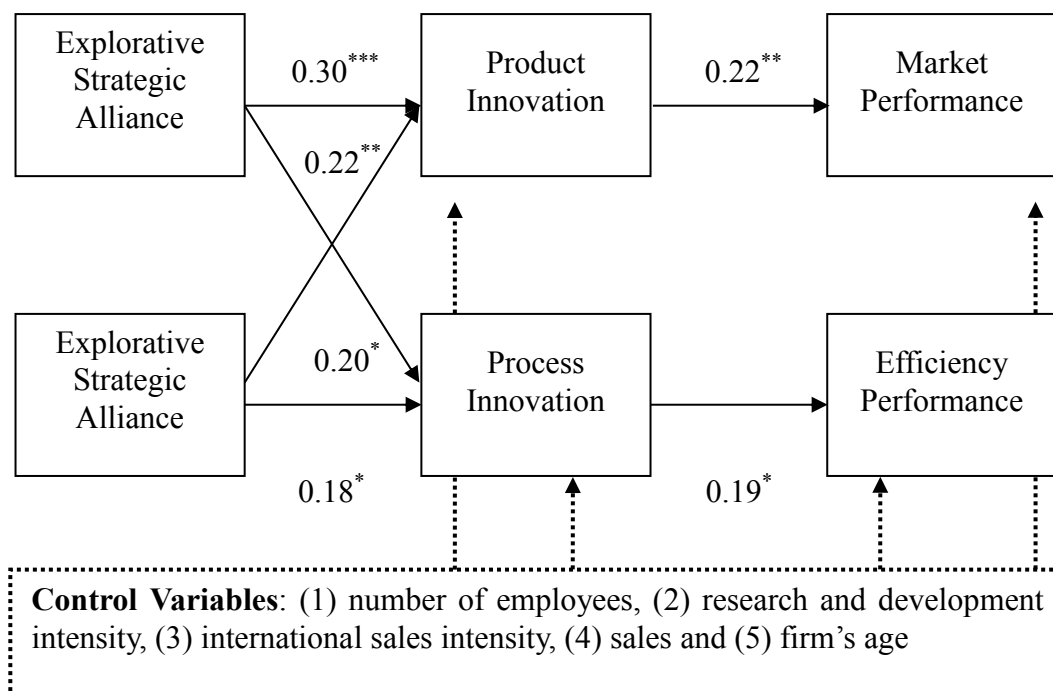 Explorative
Strategic
Alliance
0.30***
Product
Innovation
0.22**
Market
Performance
0.22**
Explorative
Strategic
Alliance
0.20*
Process
Innovation
Efficiency
Performance
0.18*
0.19*
Control Variables: (1) number of employees, (2) research and development
intensity, (3) international sales intensity, (4) sales and (5) firm’s age